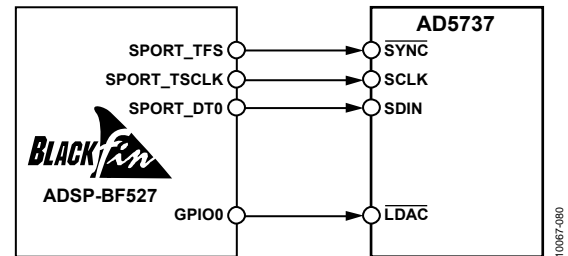 AD5737
SPORT_TFS
SYNC
SPORT_TSCLK
SCLK
SPORT_DT0
SDIN
BLACKfin
ADSP-BF527
GPIO0
LDAC
10067-080